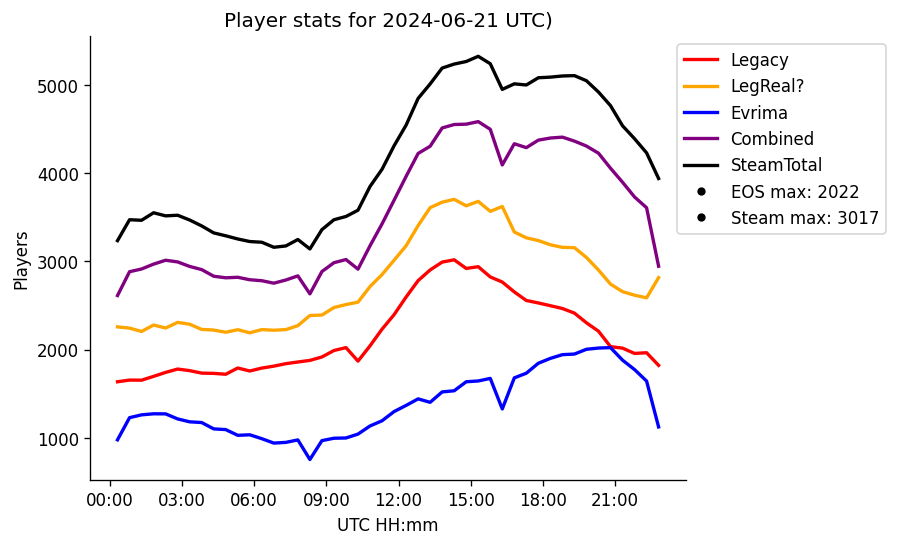 Player stats for 2024-06-21 UTC)
Legacy
LegReal?
Evrima
Combined
SteamTotal
EOS max: 2022
Steam max: 3017
5000
4000
3000
2000
1000
Players
00:00 03:00 06:00 09:00 12:00 15:00 18:00 21:00
UTC HH:mm